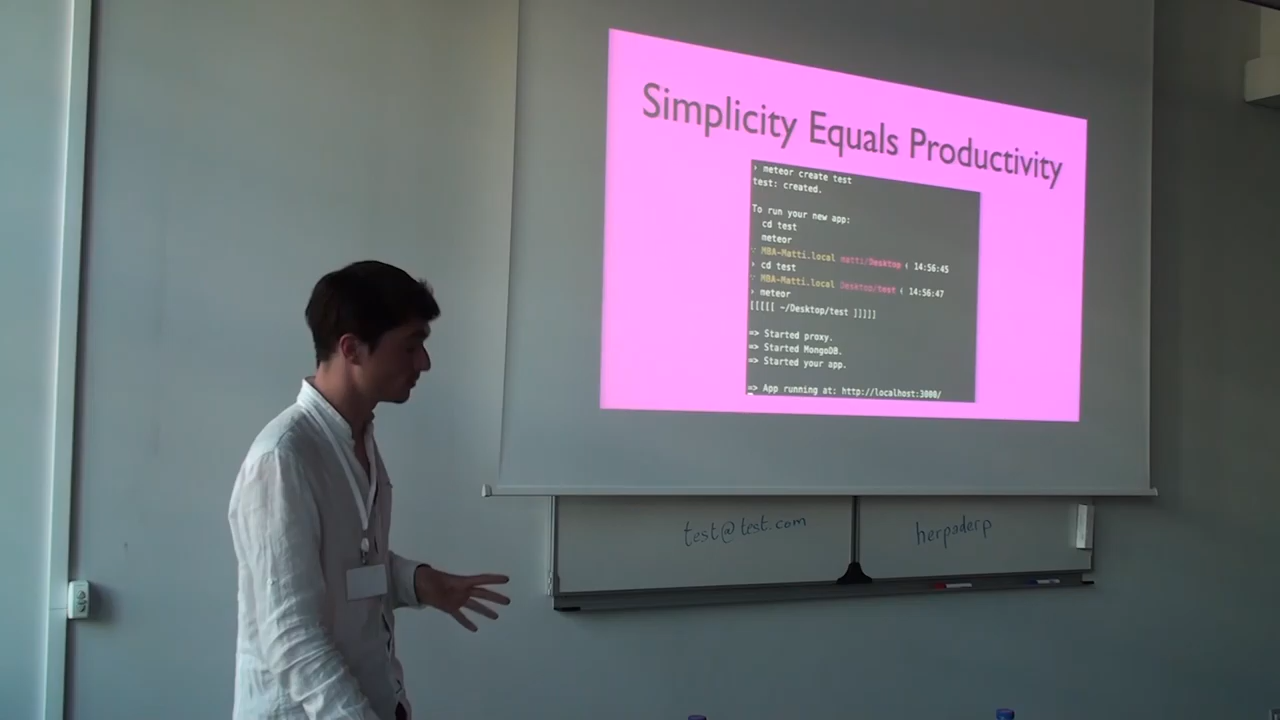 Simplicity Equals Productivity
› meteor create test
test: created.
To run your new app:
cd test
meteor
MBA-Matti.local matti/Desktop ‹ 14:56:45
› cd test
MBA-Matti.local Desktop/test ‹ 14:56:47
› meteor
[[[[[ ~/Desktop/test ]]]]]
=> Started proxy.
=> Started MongoDB.
=> Started your app.
=> App running at: http://localhost:3000/
test@test.com
herpderp